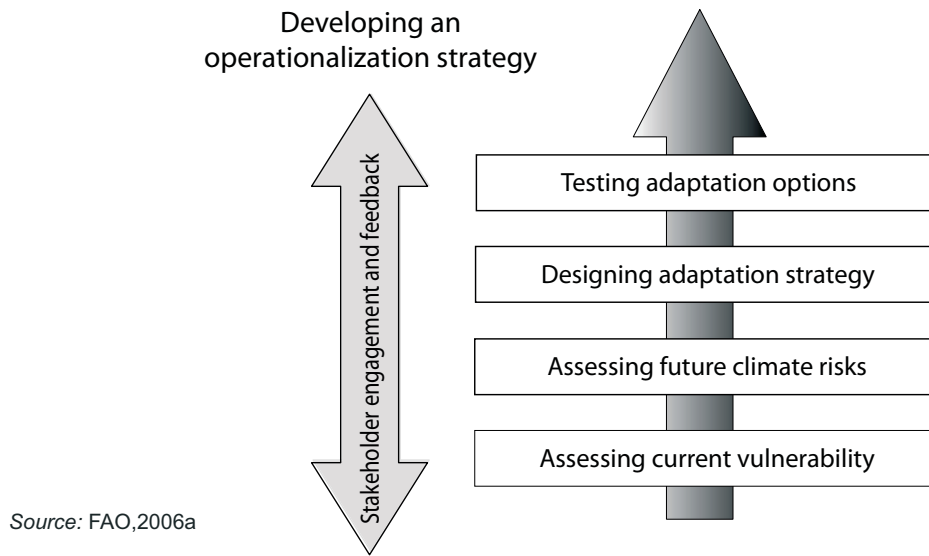 Developing an
operationalization strategy
Stakeholder engagement and feedback
Testing adaptation options
Designing adaptation strategy
Assessing future climate risks
Assessing current vulnerability
Source: FAO,2006a